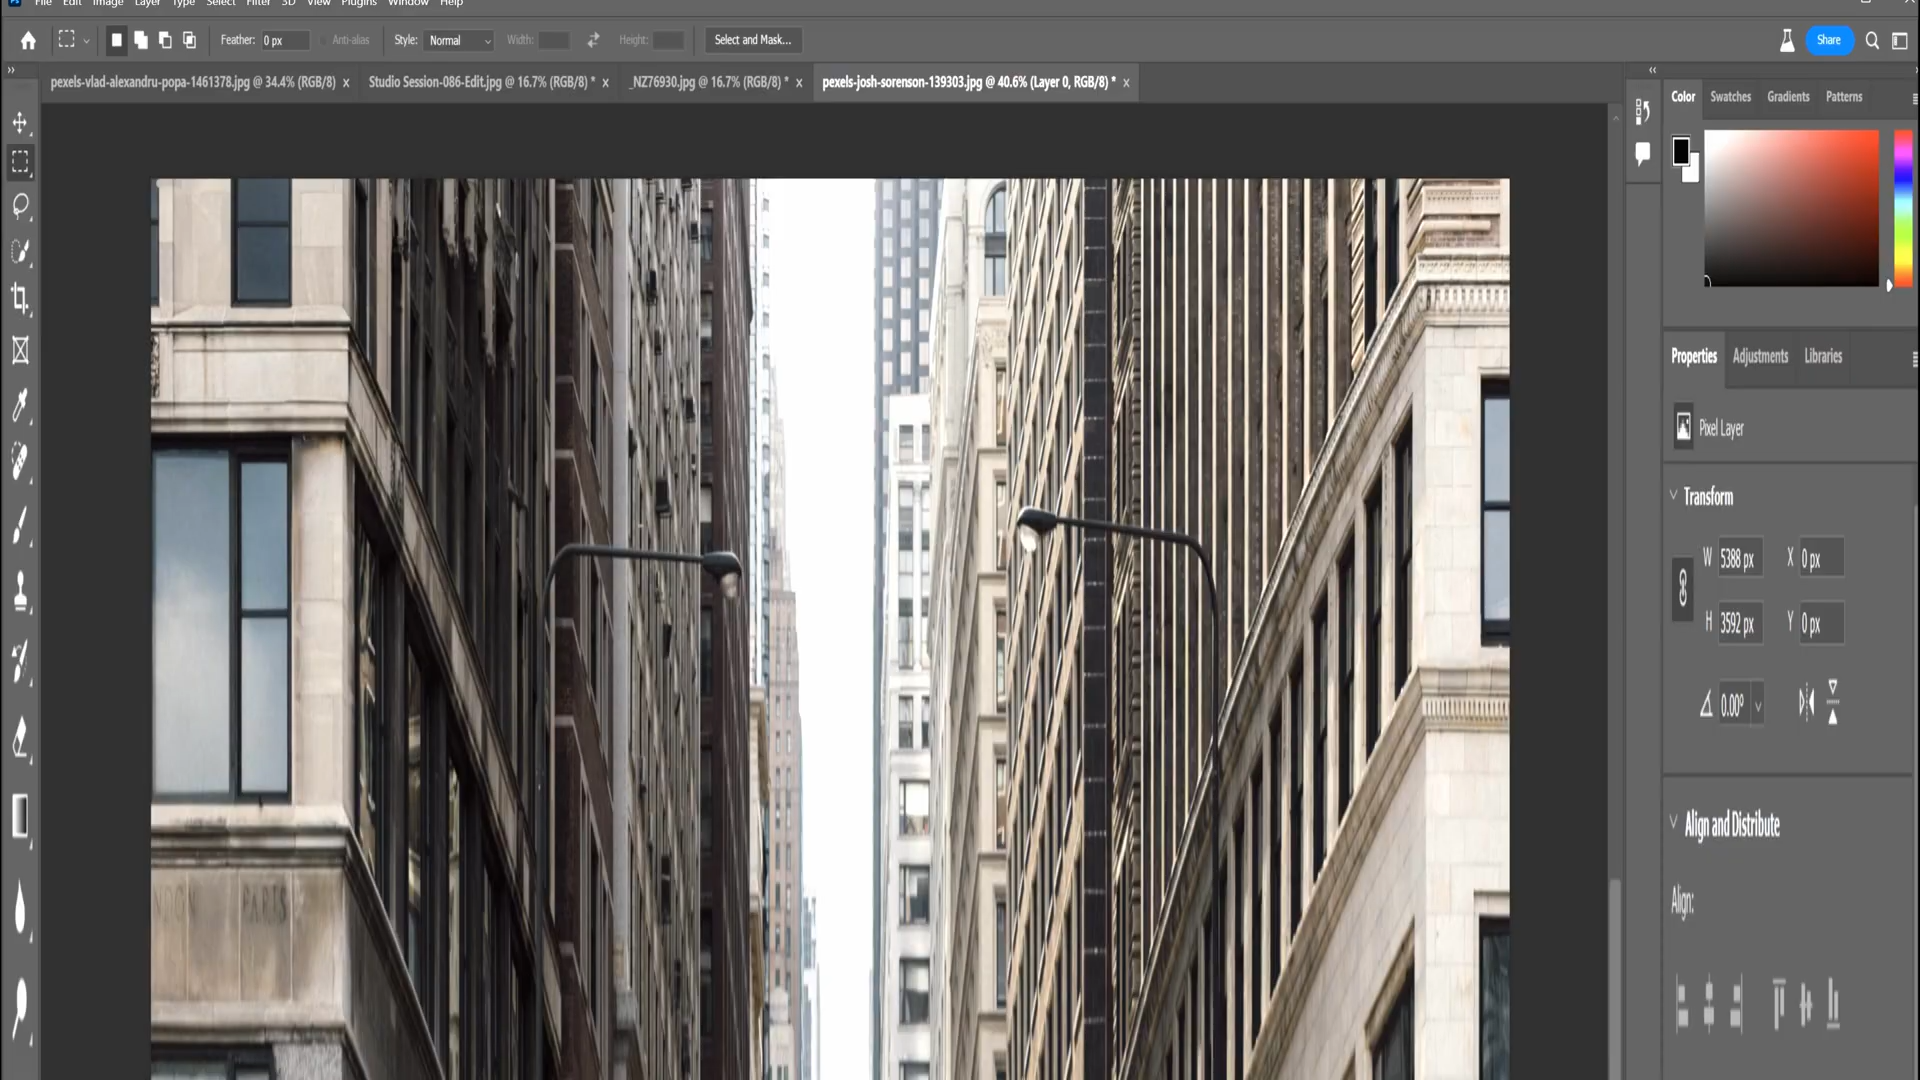 File Edit Image Layer Type Select Filter 3D View Plugins Window Help
Feather: 0 px Anti-alias Style: Normal Width: Height: Select and Mask... Share
pexels-vlad-alexandru-popa-1461378.jpg @ 34.4% (RGB/8) × Studio Session-086-Edit.jpg @ 16.7% (RGB/8) * × _NZ76930.jpg @ 16.7% (RGB/8) * × pexels-josh-sorenson-139303.jpg @ 40.6% (Layer 0, RGB/8) * ×
Color Swatches Gradients Patterns
Properties Adjustments Libraries
Pixel Layer
Transform
W 5388 px X 0 px
H 3592 px Y 0 px
0.00°
Align and Distribute
Align:
PARIS